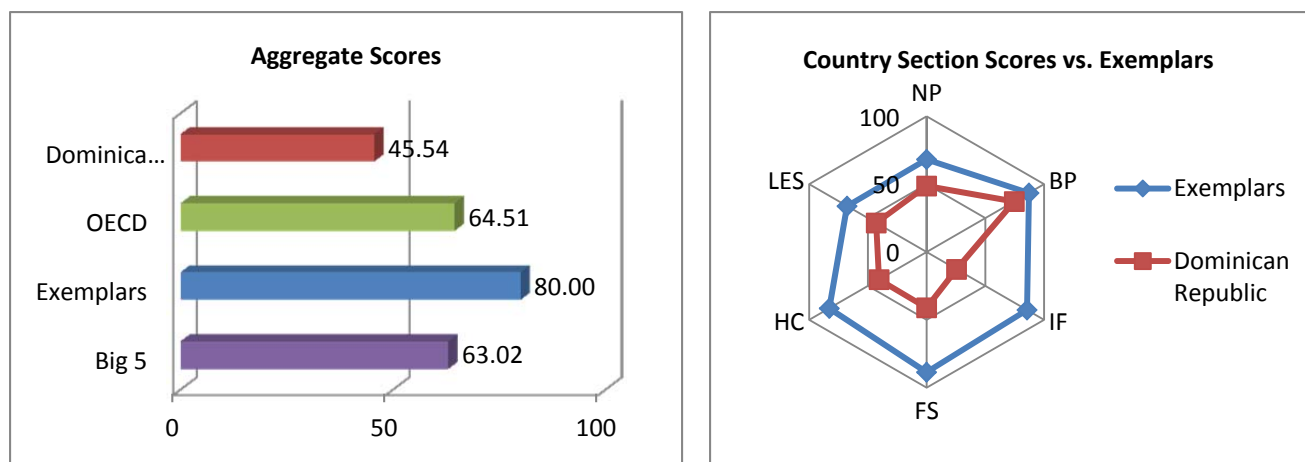 Aggregate Scores
Dominica...
45.54
OECD
64.51
Exemplars
80.00
Big 5
63.02
0
50
100
Country Section Scores vs. Exemplars
NP
100
LES
50
BP
0
HC
IF
FS
Exemplars
Dominican
Republic